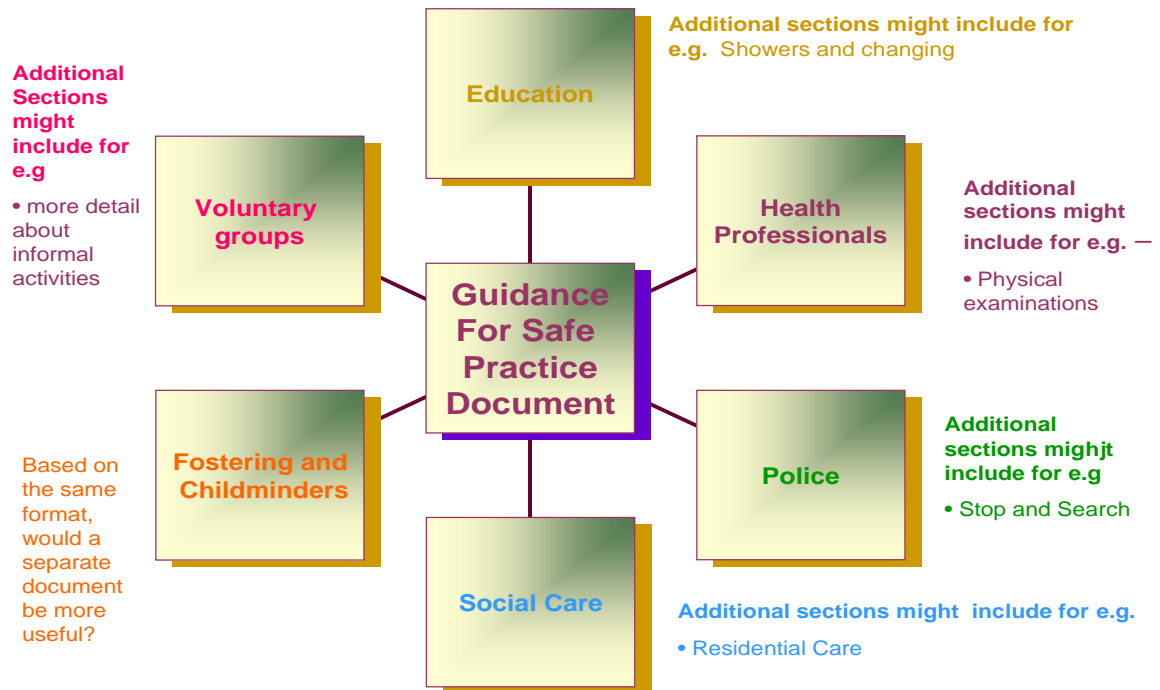 Additional sections might include for
e.g. Showers and changing
Education
Additional
Sections
might
include for
e.g
• more detail
about
informal
activities
Voluntary
groups
Health
Professionals
Additional
sections might
include for e.g. –
• Physical
examinations
Guidance
For Safe
Practice
Document
Based on
the same
format,
would a
separate
document
be more
useful?
Fostering and
Childminders
Police
Additional
sections mighjt
include for e.g
• Stop and Search
Social Care
Additional sections might include for e.g.
• Residential Care